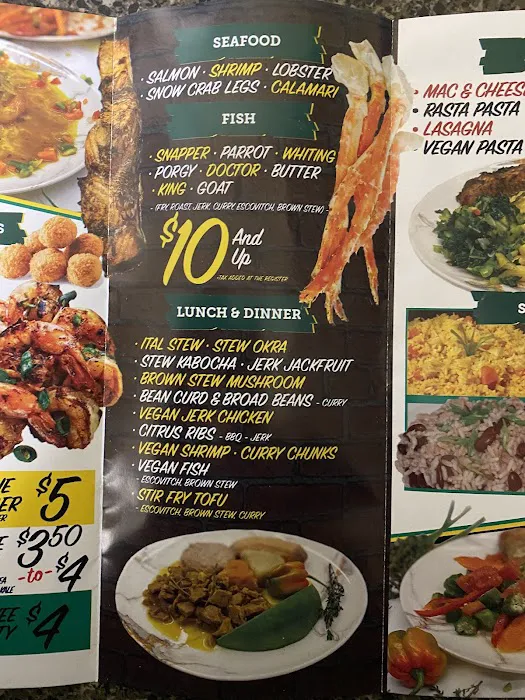 SEAFOOD
· SALMON · SHRIMP · LOBSTER
· SNOW CRAB LEGS · CALAMARI
FISH
· SNAPPER · PARROT · WHITING
· PORGY · DOCTOR · BUTTER
· KING · GOAT
- (FRY, ROAST, JERK, CURRY, ESCOVITCH, BROWN STEW) -
$10 And Up
-TAX ADDED AT THE REGISTER
LUNCH & DINNER
· ITAL STEW · STEW OKRA
· STEW KABOCHA · JERK JACKFRUIT
· BROWN STEW MUSHROOM
· BEAN CURD & BROAD BEANS - CURRY
· VEGAN JERK CHICKEN
· CITRUS RIBS - BBQ - JERK
· VEGAN SHRIMP · CURRY CHUNKS
· VEGAN FISH
- ESCOVITCH, BROWN STEW
· STIR FRY TOFU
- ESCOVITCH, BROWN STEW, CURRY
$5
$3.50
-to- $4
$4
· MAC & CHEES
· RASTA PASTA
· LASAGNA
· VEGAN PASTA
S